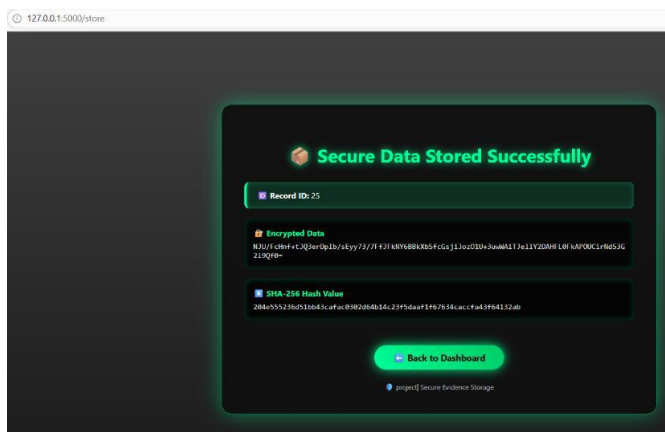 127.0.0.1:5000/store
Secure Data Stored Successfully
Record ID: 25
Encrypted Data
SHA-256 Hash Value
204e555236d51bb43cafac0302d64b14c23f5daaf1f67634caccfa43f64132ab
Back to Dashboard
project| Secure Evidence Storage